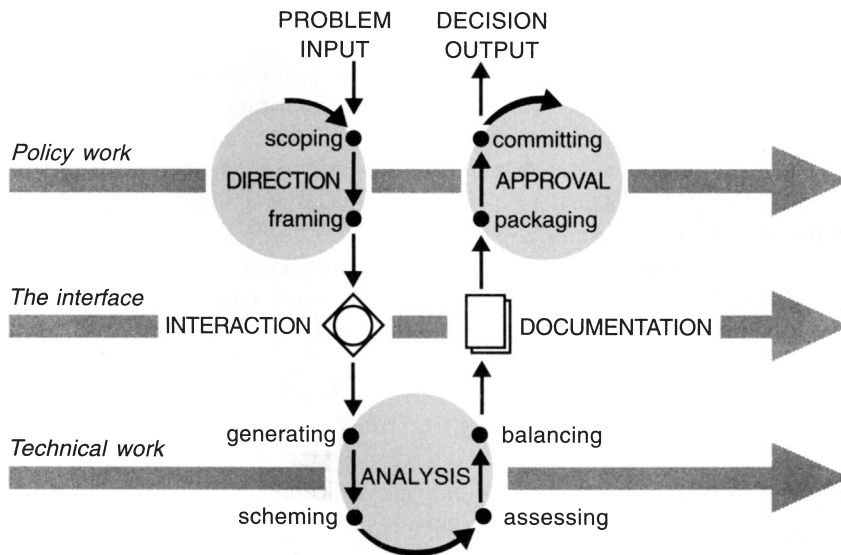 PROBLEM
INPUT
DECISION
OUTPUT
scoping
committing
Policy work
DIRECTION
APPROVAL
framing
packaging
The interface
INTERACTION
DOCUMENTATION
generating
balancing
Technical work
ANALYSIS
scheming
assessing